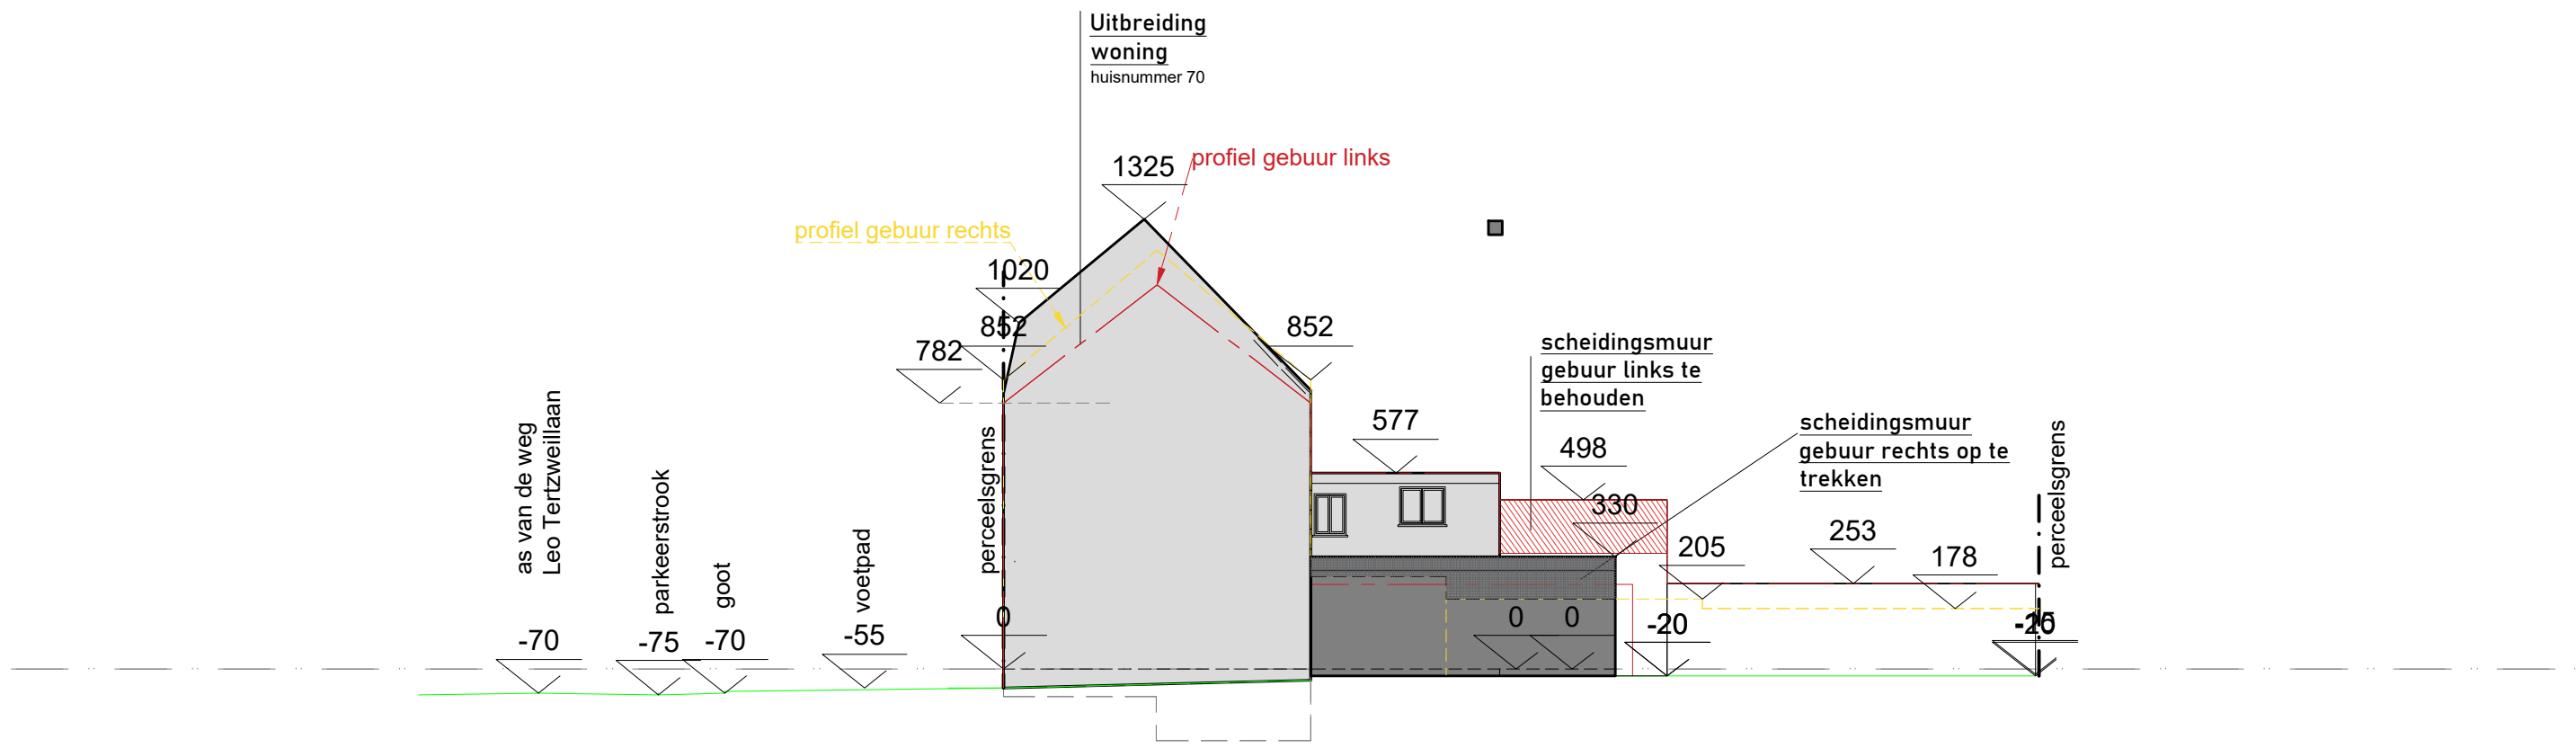 Uitbreiding
woning
huisnummer 70
profiel gebuur links
1325
profiel gebuur rechts
1020
852
852
782
scheidingsmuur
gebuur links te
behouden
577
498
scheidingsmuur
gebuur rechts op te
trekken
330
253
205
178
as van de weg
Leo Tertzweillaan
parkeerstrook
goot
voetpad
perceelsgrens
perceelsgrens
-70
-75
-70
-55
0
0
0
-20